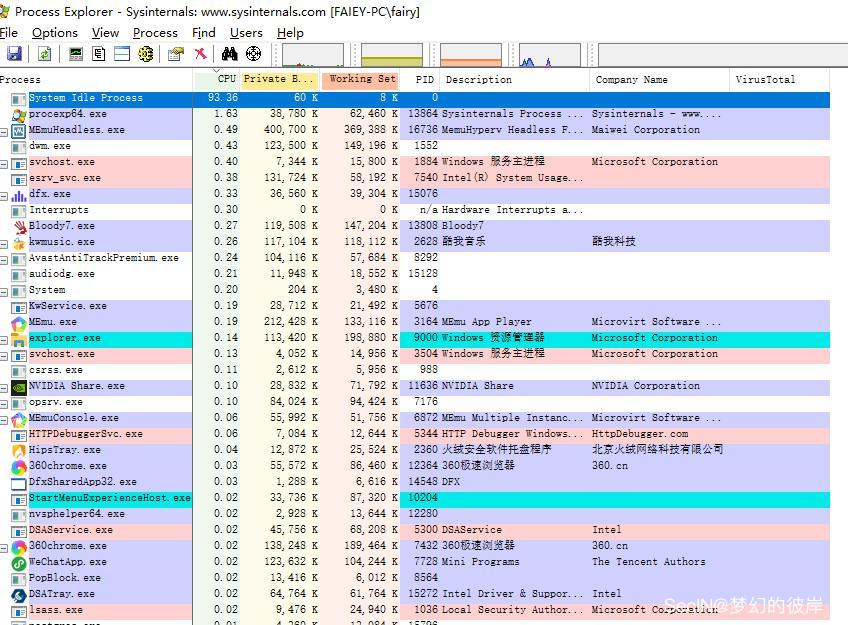 Process Explorer - Sysinternals: www.sysinternals.com [FAIEY-PC\fairy]
File Options View Process Find Users Help
Process CPU Private B... Working Set PID Description Company Name VirusTotal
System Idle Process 93.36 60 K 8 K 0
procexp64.exe 1.63 38,780 K 62,460 K 13864 Sysinternals Process ... Sysinternals - www....
MEmuHeadless.exe 0.49 400,700 K 369,388 K 16736 MemuHyperv Headless F... Maiwei Corporation
dwm.exe 0.43 123,500 K 149,196 K 1552
svchost.exe 0.40 7,344 K 15,800 K 1884 Windows 服务主进程 Microsoft Corporation
esrv_svc.exe 0.38 131,724 K 58,192 K 7540 Intel(R) System Usage...
dfx.exe 0.33 36,560 K 39,304 K 15076
Interrupts 0.30 0 K 0 K n/a Hardware Interrupts a...
Bloody7.exe 0.27 119,508 K 147,204 K 13808 Bloody7
kwmusic.exe 0.26 117,104 K 118,112 K 2628 酷我音乐 酷我科技
AvastAntiTrackPremium.exe 0.24 104,116 K 57,684 K 8292
audiodg.exe 0.21 11,948 K 18,552 K 15128
System 0.20 204 K 3,480 K 4
KwService.exe 0.19 28,712 K 21,492 K 5676
MEmu.exe 0.19 212,428 K 133,116 K 3164 MEmu App Player Microvirt Software ...
explorer.exe 0.14 113,420 K 198,880 K 9000 Windows 资源管理器 Microsoft Corporation
svchost.exe 0.13 4,052 K 14,956 K 3504 Windows 服务主进程 Microsoft Corporation
csrss.exe 0.11 2,612 K 5,956 K 988
NVIDIA Share.exe 0.10 28,832 K 71,792 K 11636 NVIDIA Share NVIDIA Corporation
opsrv.exe 0.10 84,024 K 94,424 K 7176
MEmuConsole.exe 0.06 55,992 K 51,756 K 6872 MEmu Multiple Instanc... Microvirt Software ...
HTTPDebuggerSvc.exe 0.06 7,084 K 12,644 K 5344 HTTP Debugger Windows... HttpDebugger.com
HipsTray.exe 0.04 12,872 K 25,524 K 2360 火绒安全软件托盘程序 北京火绒网络科技有限公司
360chrome.exe 0.03 55,572 K 86,460 K 12364 360极速浏览器 360.cn
DfxSharedApp32.exe 0.03 1,288 K 6,616 K 14548 DFX
StartMenuExperienceHost.exe 0.02 33,736 K 87,320 K 10204
nvsphelper64.exe 0.02 2,928 K 13,644 K 12280
DSAService.exe 0.02 45,756 K 68,208 K 5300 DSAService Intel
360chrome.exe 0.02 138,248 K 189,464 K 7432 360极速浏览器 360.cn
WeChatApp.exe 0.02 123,632 K 104,244 K 7728 Mini Programs The Tencent Authors
PopBlock.exe 0.02 13,416 K 6,012 K 8564
DSATray.exe 0.02 64,764 K 61,764 K 15272 Intel Driver & Suppor... Intel
lsass.exe 0.02 9,476 K 24,940 K 1036 Local Security Author... Microsoft Corporation
SecIN@梦幻的彼岸